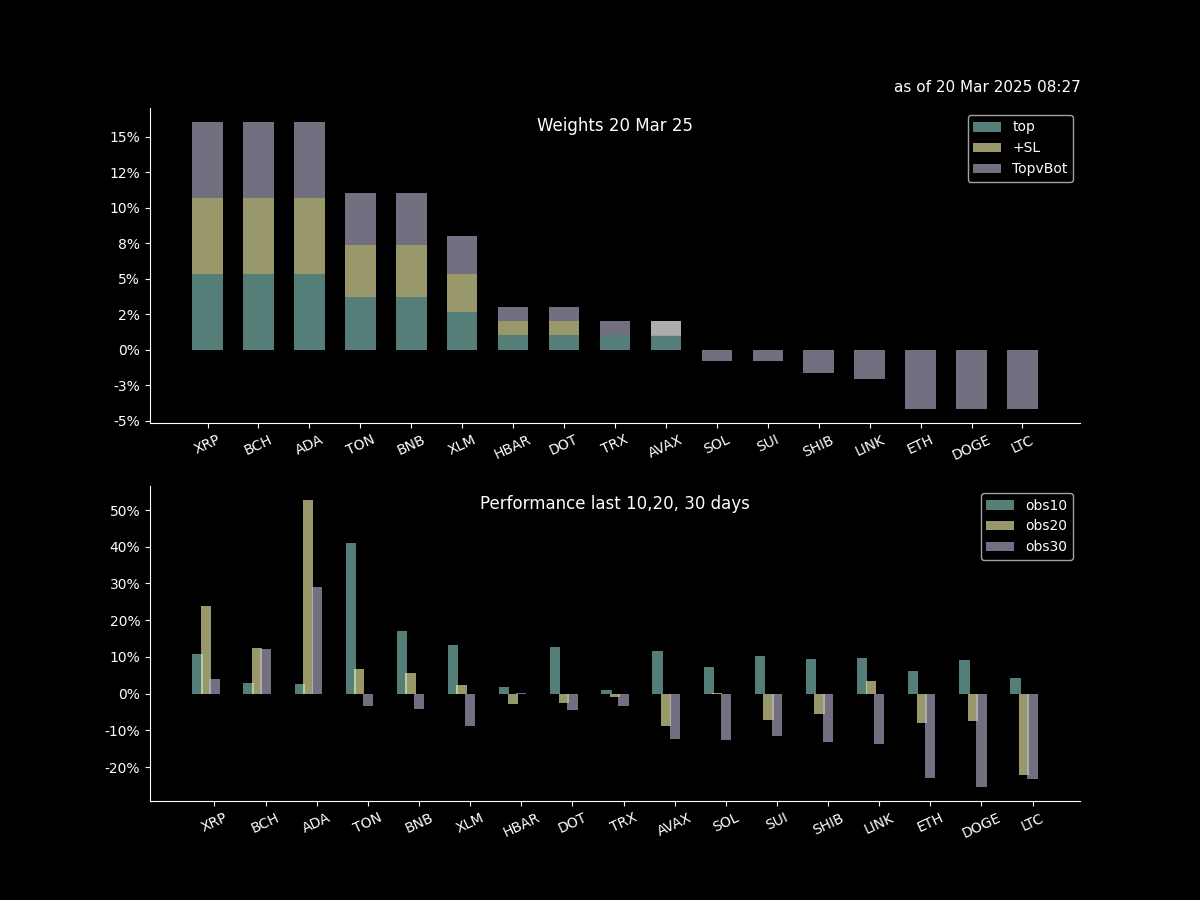 as of 20 Mar 2025 08:27
Weights 20 Mar 25
top
+SL
TopvBot
15%
12%
10%
8%
5%
2%
0%
-3%
-5%
XRP BCH ADA TON BNB XLM HBAR DOT TRX AVAX SOL SUI SHIB LINK ETH DOGE LTC
Performance last 10,20, 30 days
obs10
obs20
obs30
50%
40%
30%
20%
10%
0%
-10%
-20%
XRP BCH ADA TON BNB XLM HBAR DOT TRX AVAX SOL SUI SHIB LINK ETH DOGE LTC